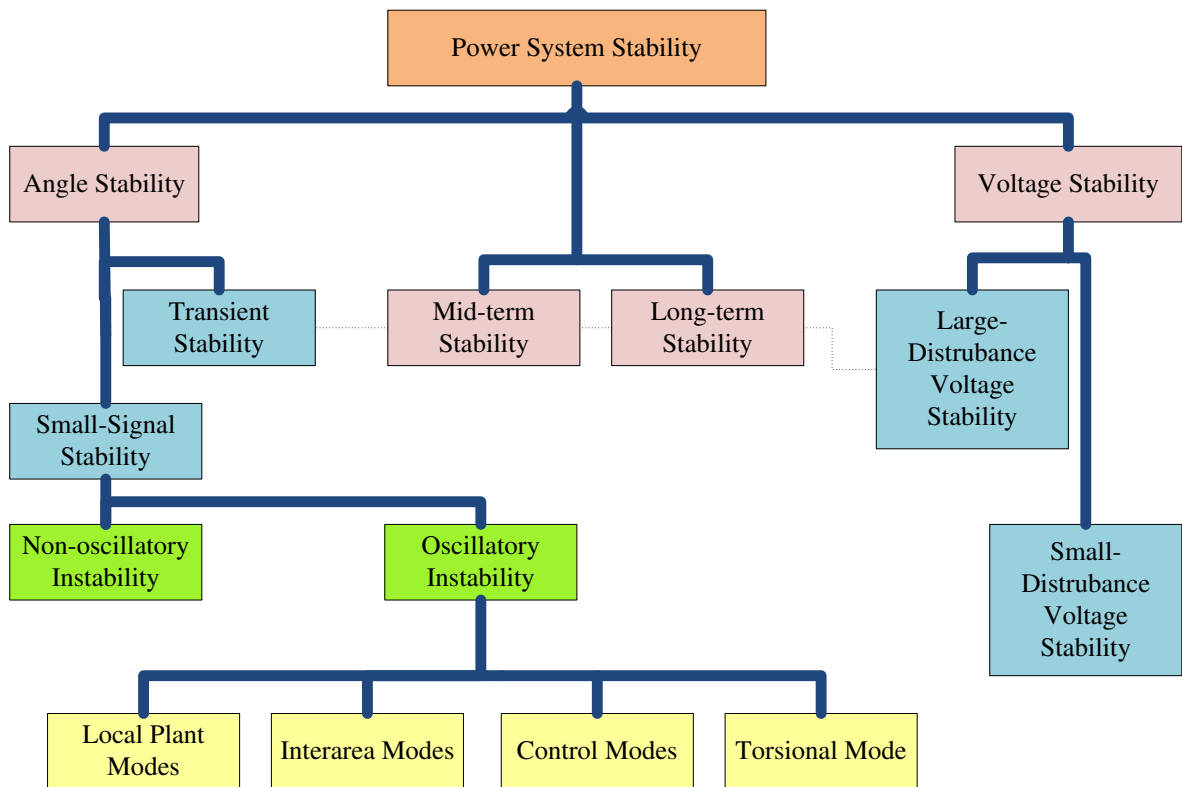 Power System Stability
Angle Stability
Voltage Stability
Transient
Stability
Mid-term
Stability
Long-term
Stability
Large-
Distrubance
Voltage
Stability
Small-Signal
Stability
Non-oscillatory
Instability
Oscillatory
Instability
Small-
Distrubance
Voltage
Stability
Local Plant
Modes
Interarea Modes
Control Modes
Torsional Mode